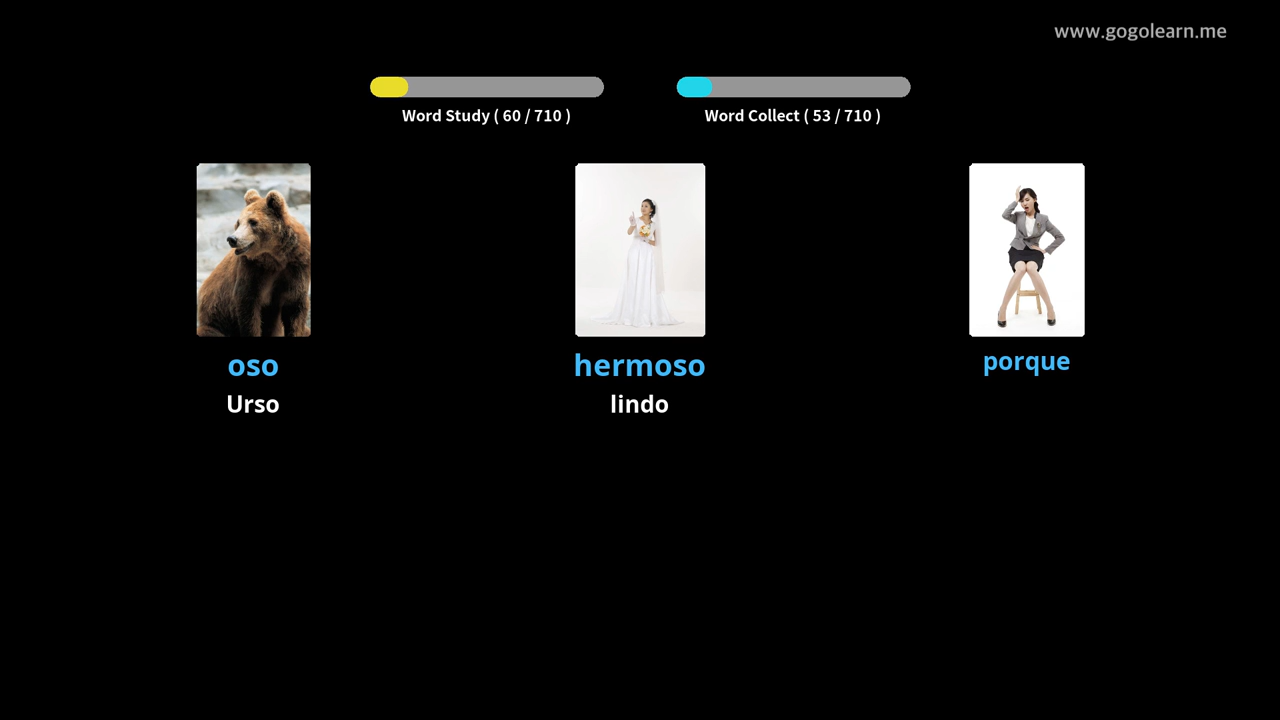 www.gogolearn.me
Word Study ( 60 / 710 )
Word Collect ( 53 / 710 )
oso
hermoso
porque
Urso
lindo